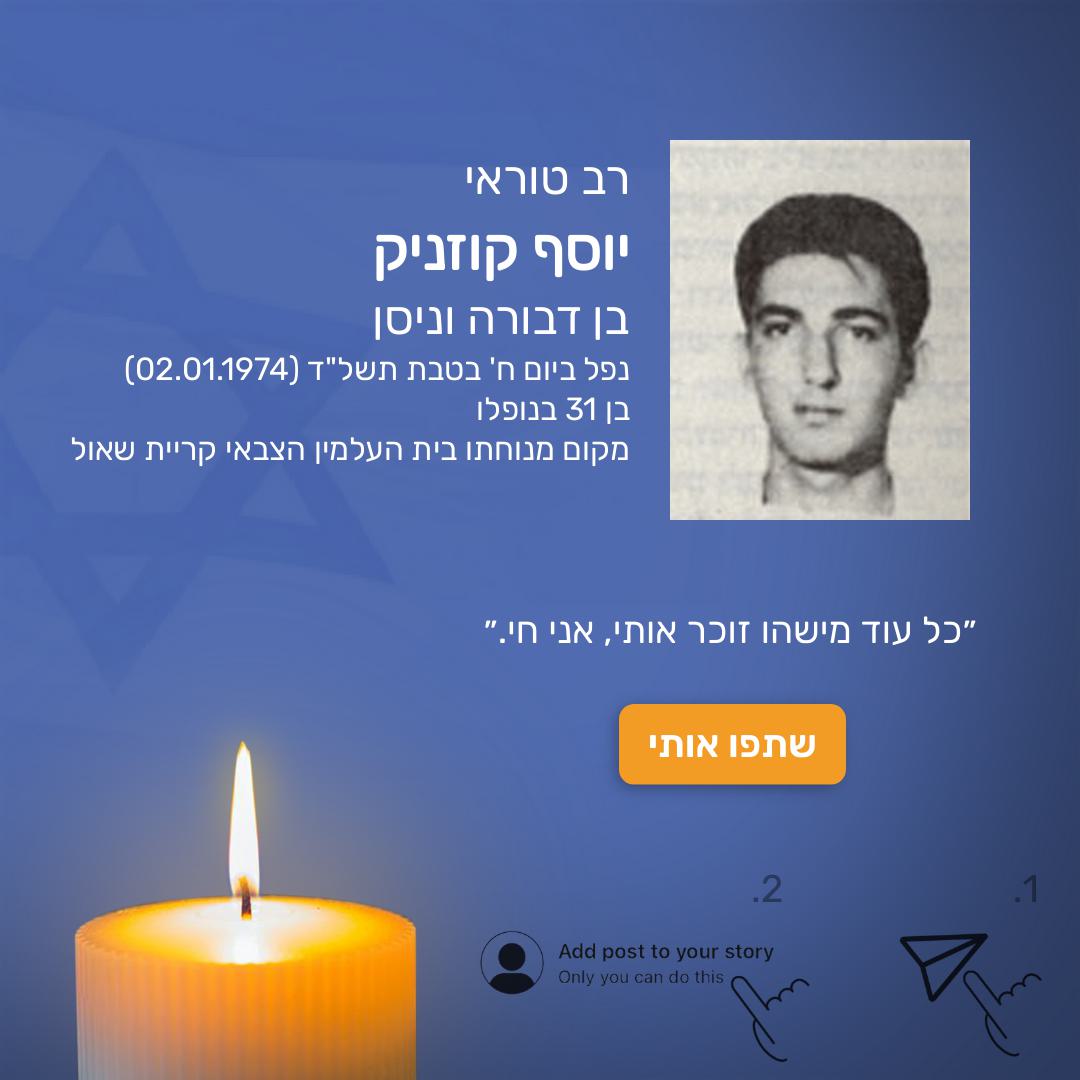 רב טוראי
יוסף קוזניק
בן דבורה וניסן
נפל ביום ח' בטבת תשל"ד (02.01.1974)
בן 31 בנופלו
מקום מנוחתו בית העלמין הצבאי קריית שאול
״כל עוד מישהו זוכר אותי, אני חי.״
שתפו אותי
1.
2.
Add post to your story
Only you can do this